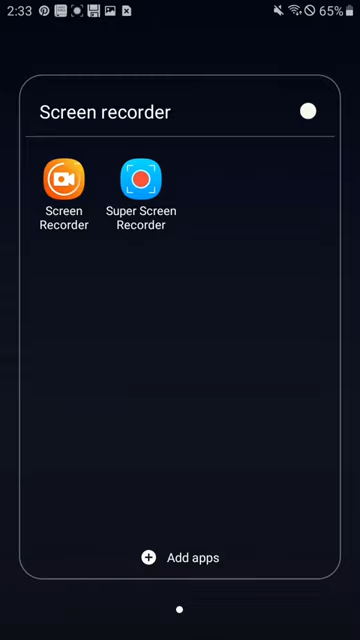 2:33
65%
Screen recorder
Screen
Recorder
Super Screen
Recorder
Add apps